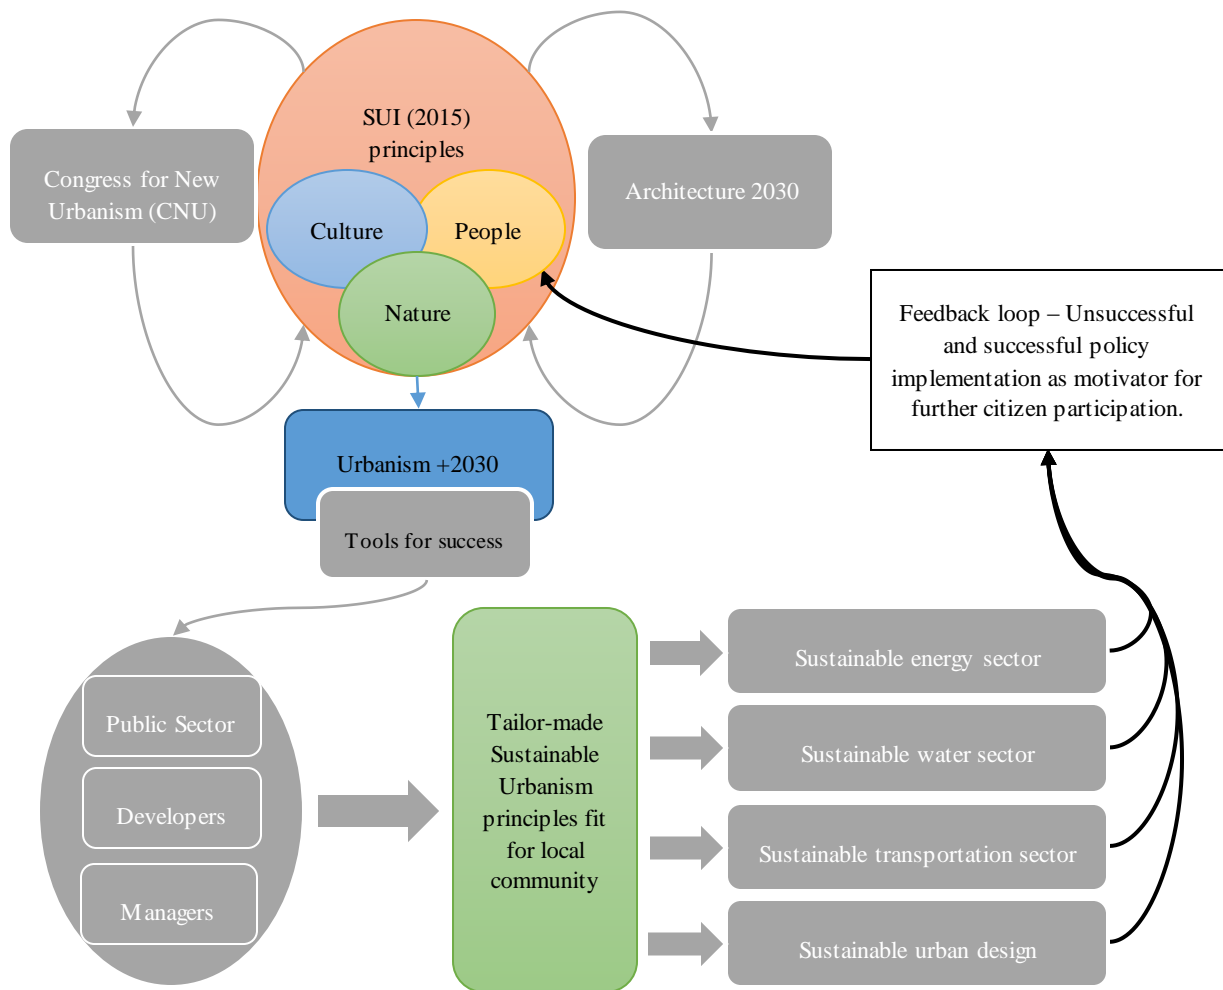 SUI (2015)
principles
Congress for New
Urbanism (CNU)
Architecture 2030
Culture
People
Nature
Feedback loop – Unsuccessful
and successful policy
implementation as motivator for
further citizen participation.
Urbanism +2030
Tools for success
Public Sector
Developers
Managers
Tailor-made
Sustainable
Urbanism
principles fit
for local
community
Sustainable energy sector
Sustainable water sector
Sustainable transportation sector
Sustainable urban design